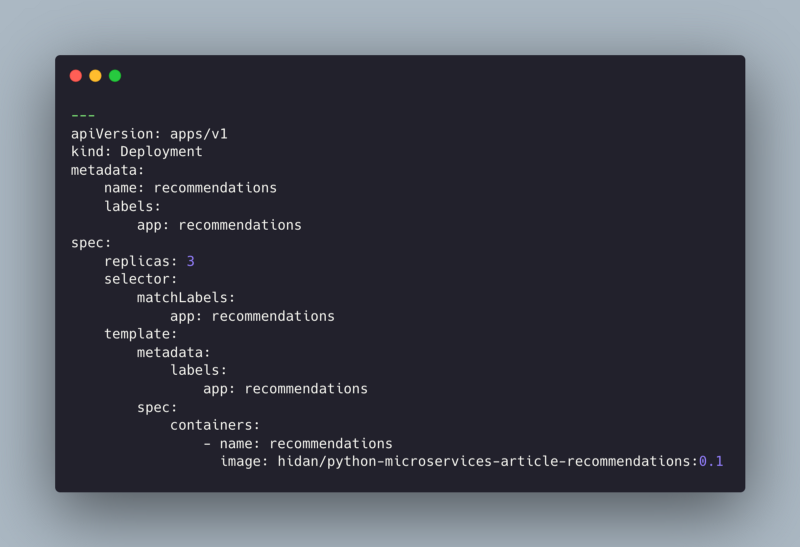 ---
apiVersion: apps/v1
kind: Deployment
metadata:
    name: recommendations
    labels:
        app: recommendations
spec:
    replicas: 3
    selector:
        matchLabels:
            app: recommendations
    template:
        metadata:
            labels:
                app: recommendations
        spec:
            containers:
                - name: recommendations
                  image: hidan/python-microservices-article-recommendations:0.1